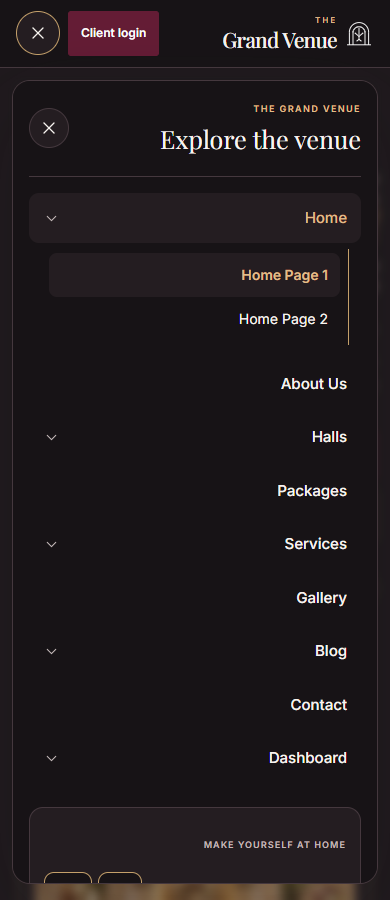 Client login
THE
Grand Venue
THE GRAND VENUE
Explore the venue
Home
Home Page 1
Home Page 2
About Us
Halls
Packages
Services
Gallery
Blog
Contact
Dashboard
MAKE YOURSELF AT HOME